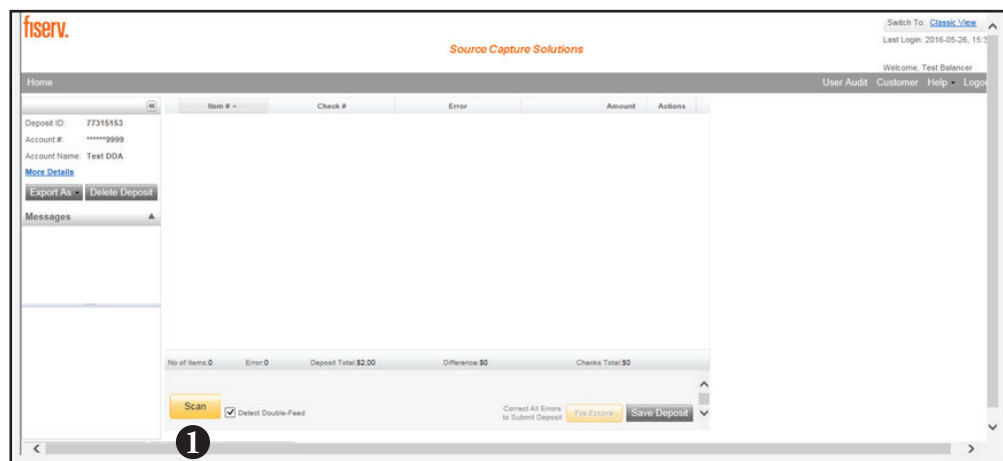 fiserv.
Switch To: Classic View
Last Login: 2016-05-26, 15:3
Source Capture Solutions
Welcome, Test Balancer
Home User Audit Customer Help Logou
Item # Check # Error Amount Actions
Deposit ID: 77315153
Account #: ******9999
Account Name: Test DDA
More Details
Export As Delete Deposit
Messages
No of Items:0 Error:0 Deposit Total:$2.00 Difference:$0 Checks Total:$0
Scan Detect Double-Feed Correct All Errors
to Submit Deposit Fix Errors Save Deposit
1